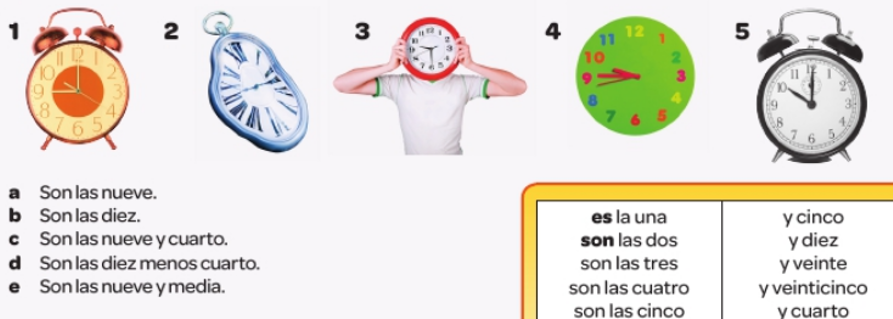 1 2 3 4 5
a Son las nueve.
b Son las diez.
c Son las nueve y cuarto.
d Son las diez menos cuarto.
e Son las nueve y media.
es la una y cinco
son las dos y diez
son las tres y veinte
son las cuatro y veinticinco
son las cinco y cuarto